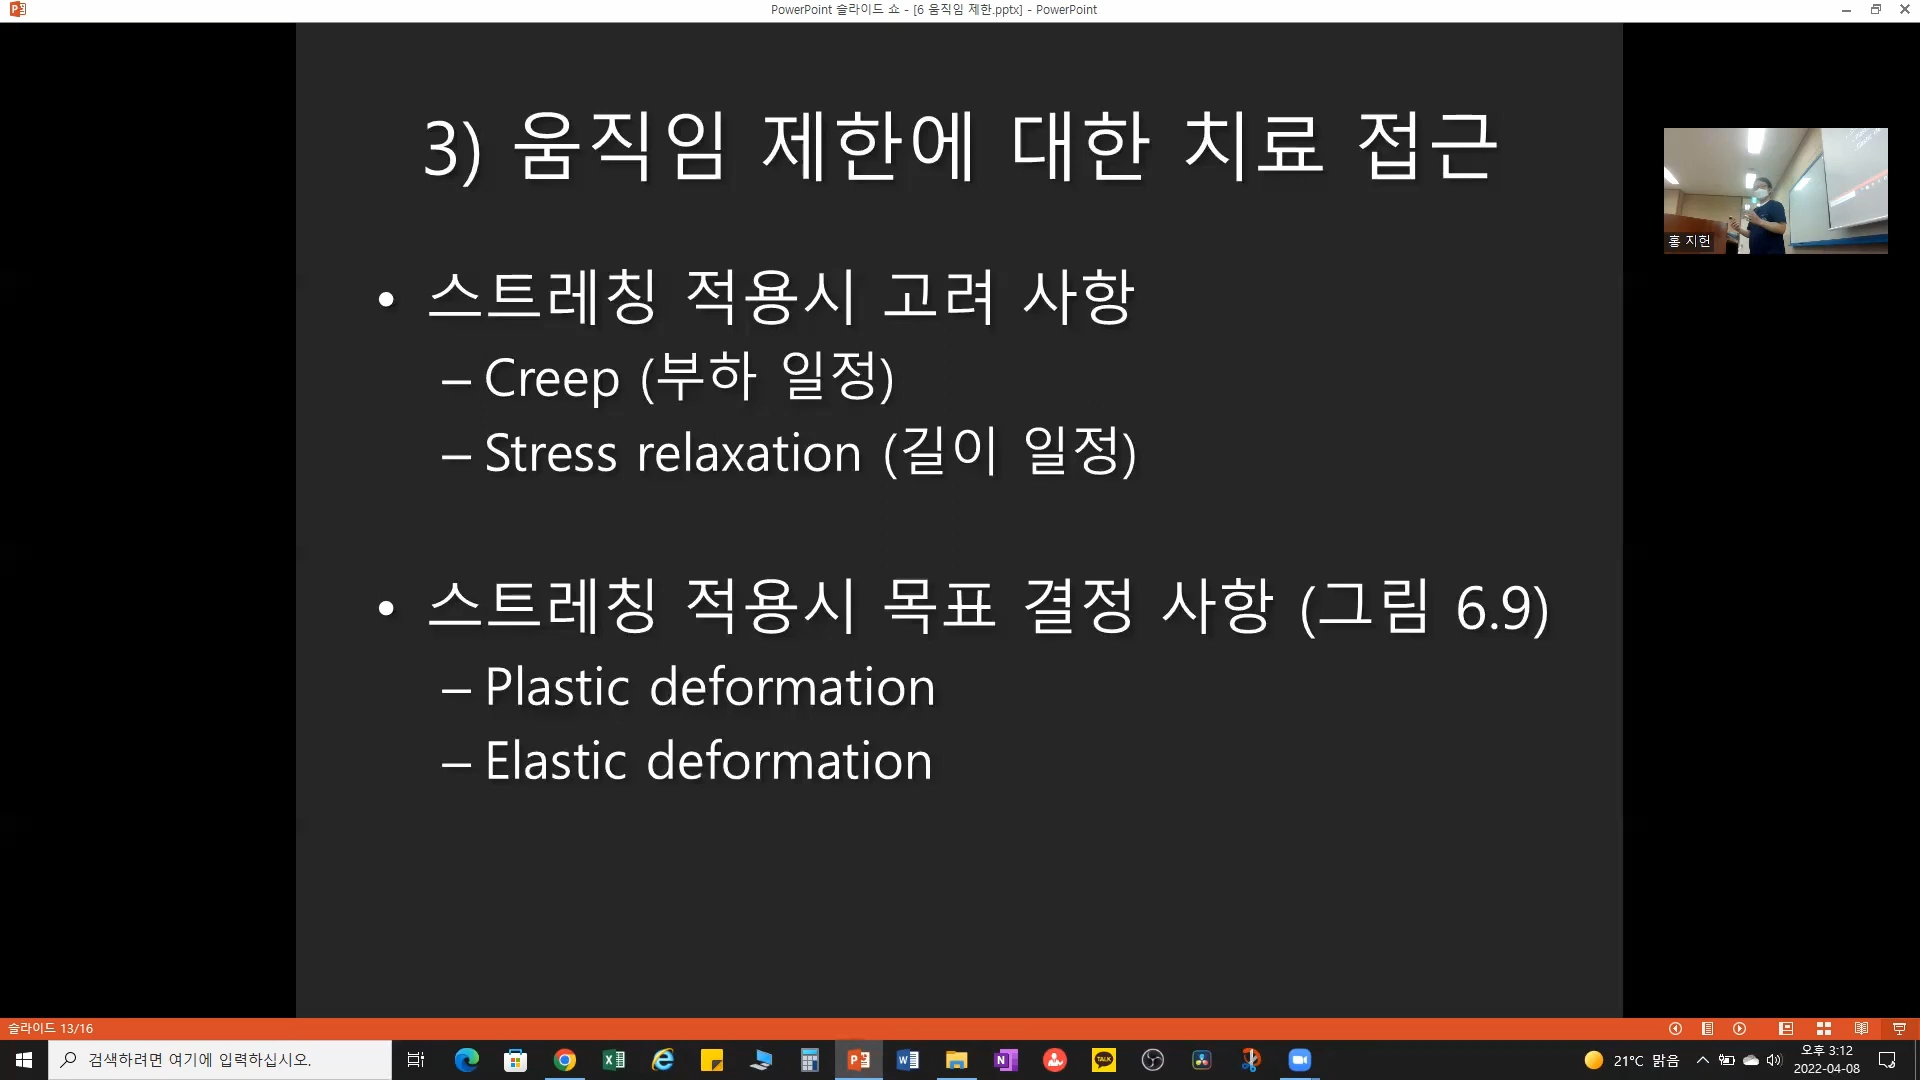 PowerPoint 슬라이드 쇼 - [6 움직임 제한.pptx] - PowerPoint
3) 움직임 제한에 대한 치료 접근
• 스트레칭 적용시 고려 사항
– Creep (부하 일정)
– Stress relaxation (길이 일정)
• 스트레칭 적용시 목표 결정 사항 (그림 6.9)
– Plastic deformation
– Elastic deformation
홍 지헌
슬라이드 13/16
검색하려면 여기에 입력하십시오.
TALK
21°C 맑음
오후 3:12
2022-04-08